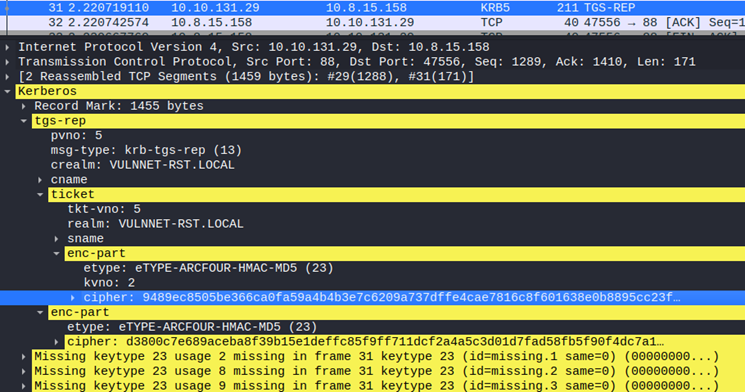 31 2.220719110 10.10.131.29 10.8.15.158 KRB5 211 TGS-REP
32 2.220742574 10.8.15.158 10.10.131.29 TCP 40 47556 → 88 [ACK] Seq=1
Internet Protocol Version 4, Src: 10.10.131.29, Dst: 10.8.15.158
Transmission Control Protocol, Src Port: 88, Dst Port: 47556, Seq: 1289, Ack: 1410, Len: 171
[2 Reassembled TCP Segments (1459 bytes): #29(1288), #31(171)]
Kerberos
Record Mark: 1455 bytes
tgs-rep
pvno: 5
msg-type: krb-tgs-rep (13)
crealm: VULNNET-RST.LOCAL
cname
ticket
tkt-vno: 5
realm: VULNNET-RST.LOCAL
sname
enc-part
etype: eTYPE-ARCFOUR-HMAC-MD5 (23)
kvno: 2
cipher: 9489ec8505be366ca0fa59a4b4b3e7c6209a737dffe4cae7816c8f601638e0b8895cc23f…
enc-part
etype: eTYPE-ARCFOUR-HMAC-MD5 (23)
cipher: d3800c7e689aceba8f39b15e1deffc85f9ff711dcf2a4a5c3d01d7fad58fb5f90f4dc7a1…
Missing keytype 23 usage 2 missing in frame 31 keytype 23 (id=missing.1 same=0) (00000000...)
Missing keytype 23 usage 8 missing in frame 31 keytype 23 (id=missing.2 same=0) (00000000...)
Missing keytype 23 usage 9 missing in frame 31 keytype 23 (id=missing.3 same=0) (00000000...)